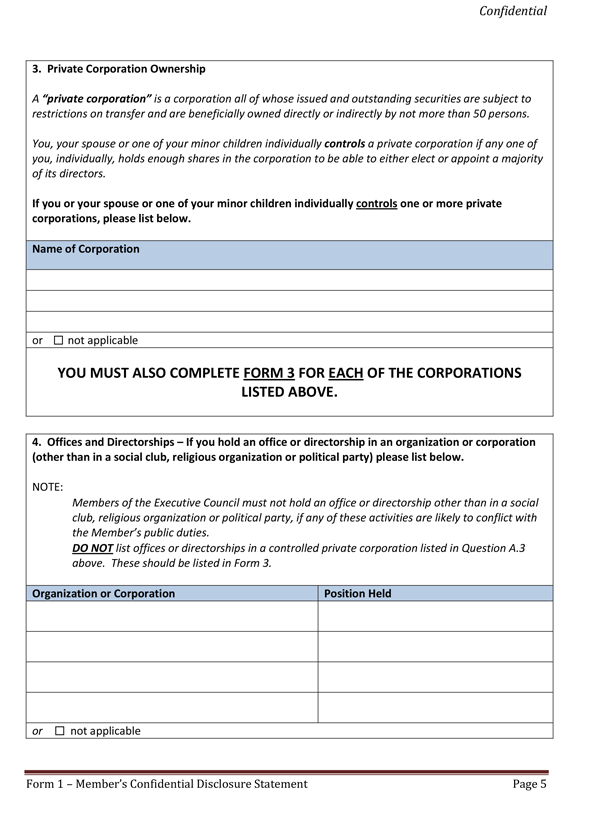 Confidential
3. Private Corporation Ownership
A “private corporation” is a corporation all of whose issued and outstanding securities are subject to
restrictions on transfer and are beneficially owned directly or indirectly by not more than 50 persons.
You, your spouse or one of your minor children individually controls a private corporation if any one of
you, individually, holds enough shares in the corporation to be able to either elect or appoint a majority
of its directors.
If you or your spouse or one of your minor children individually controls one or more private
corporations, please list below.
Name of Corporation
or ☐ not applicable
YOU MUST ALSO COMPLETE FORM 3 FOR EACH OF THE CORPORATIONS
LISTED ABOVE.
4. Offices and Directorships – If you hold an office or directorship in an organization or corporation
(other than in a social club, religious organization or political party) please list below.
NOTE:
Members of the Executive Council must not hold an office or directorship other than in a social
club, religious organization or political party, if any of these activities are likely to conflict with
the Member’s public duties.
DO NOT list offices or directorships in a controlled private corporation listed in Question A.3
above. These should be listed in Form 3.
Organization or Corporation Position Held
or ☐ not applicable
Form 1 – Member’s Confidential Disclosure Statement Page 5